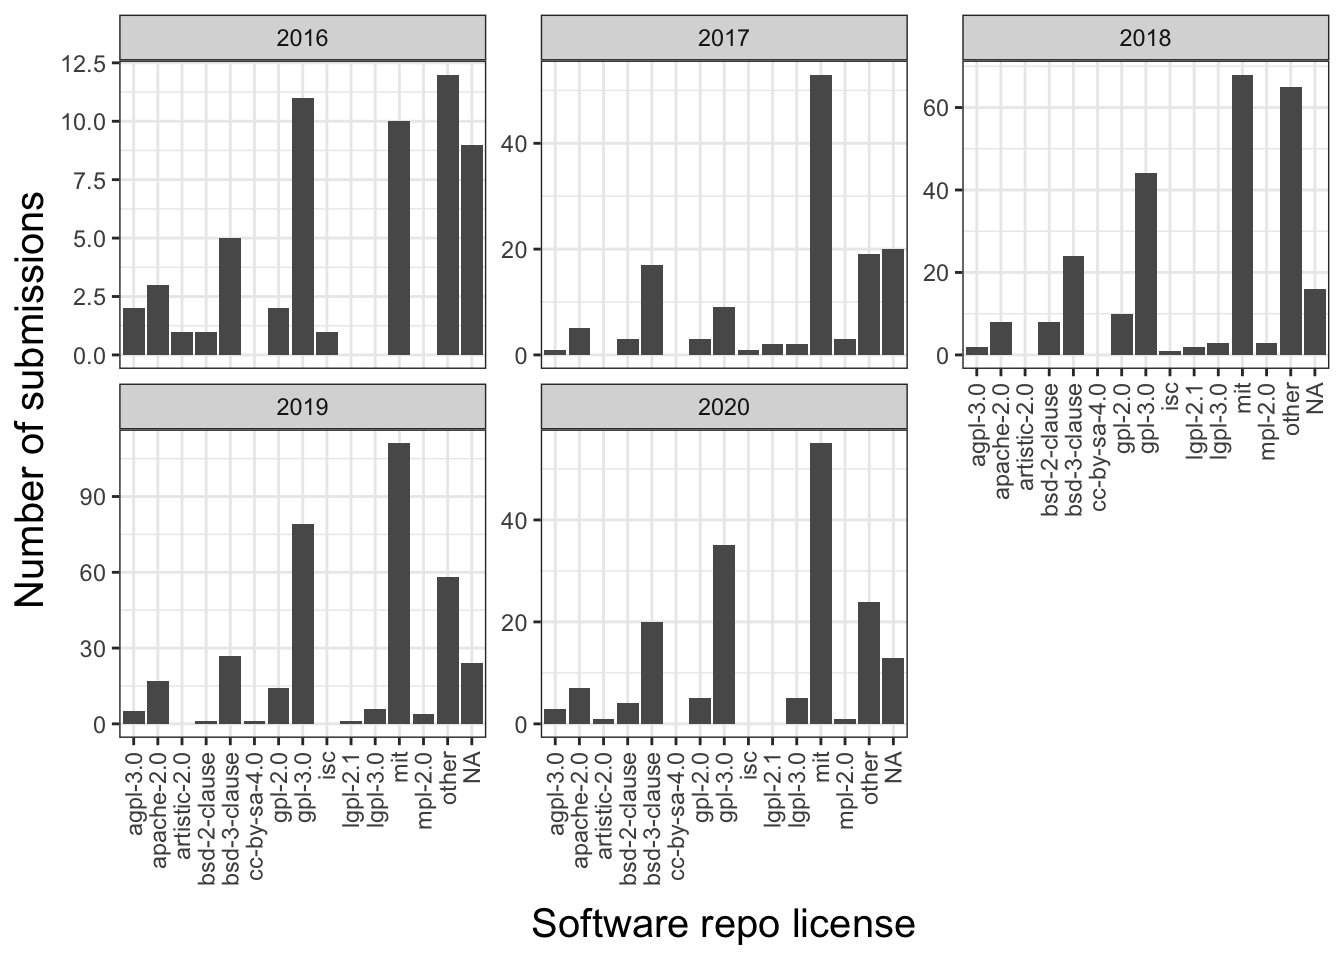 2016
2017
2018
12.5
10.0
7.5
5.0
2.5
0.0
40
20
0
60
40
20
0
agpl-3.0
apache-2.0
artistic-2.0
bsd-2-clause
bsd-3-clause
cc-by-sa-4.0
gpl-2.0
gpl-3.0
isc
lgpl-2.1
lgpl-3.0
mit
mpl-2.0
other
NA
Number of submissions
2019
2020
90
60
30
0
40
20
0
agpl-3.0
apache-2.0
artistic-2.0
bsd-2-clause
bsd-3-clause
cc-by-sa-4.0
gpl-2.0
gpl-3.0
isc
lgpl-2.1
lgpl-3.0
mit
mpl-2.0
other
NA
agpl-3.0
apache-2.0
artistic-2.0
bsd-2-clause
bsd-3-clause
cc-by-sa-4.0
gpl-2.0
gpl-3.0
isc
lgpl-2.1
lgpl-3.0
mit
mpl-2.0
other
NA
Software repo license